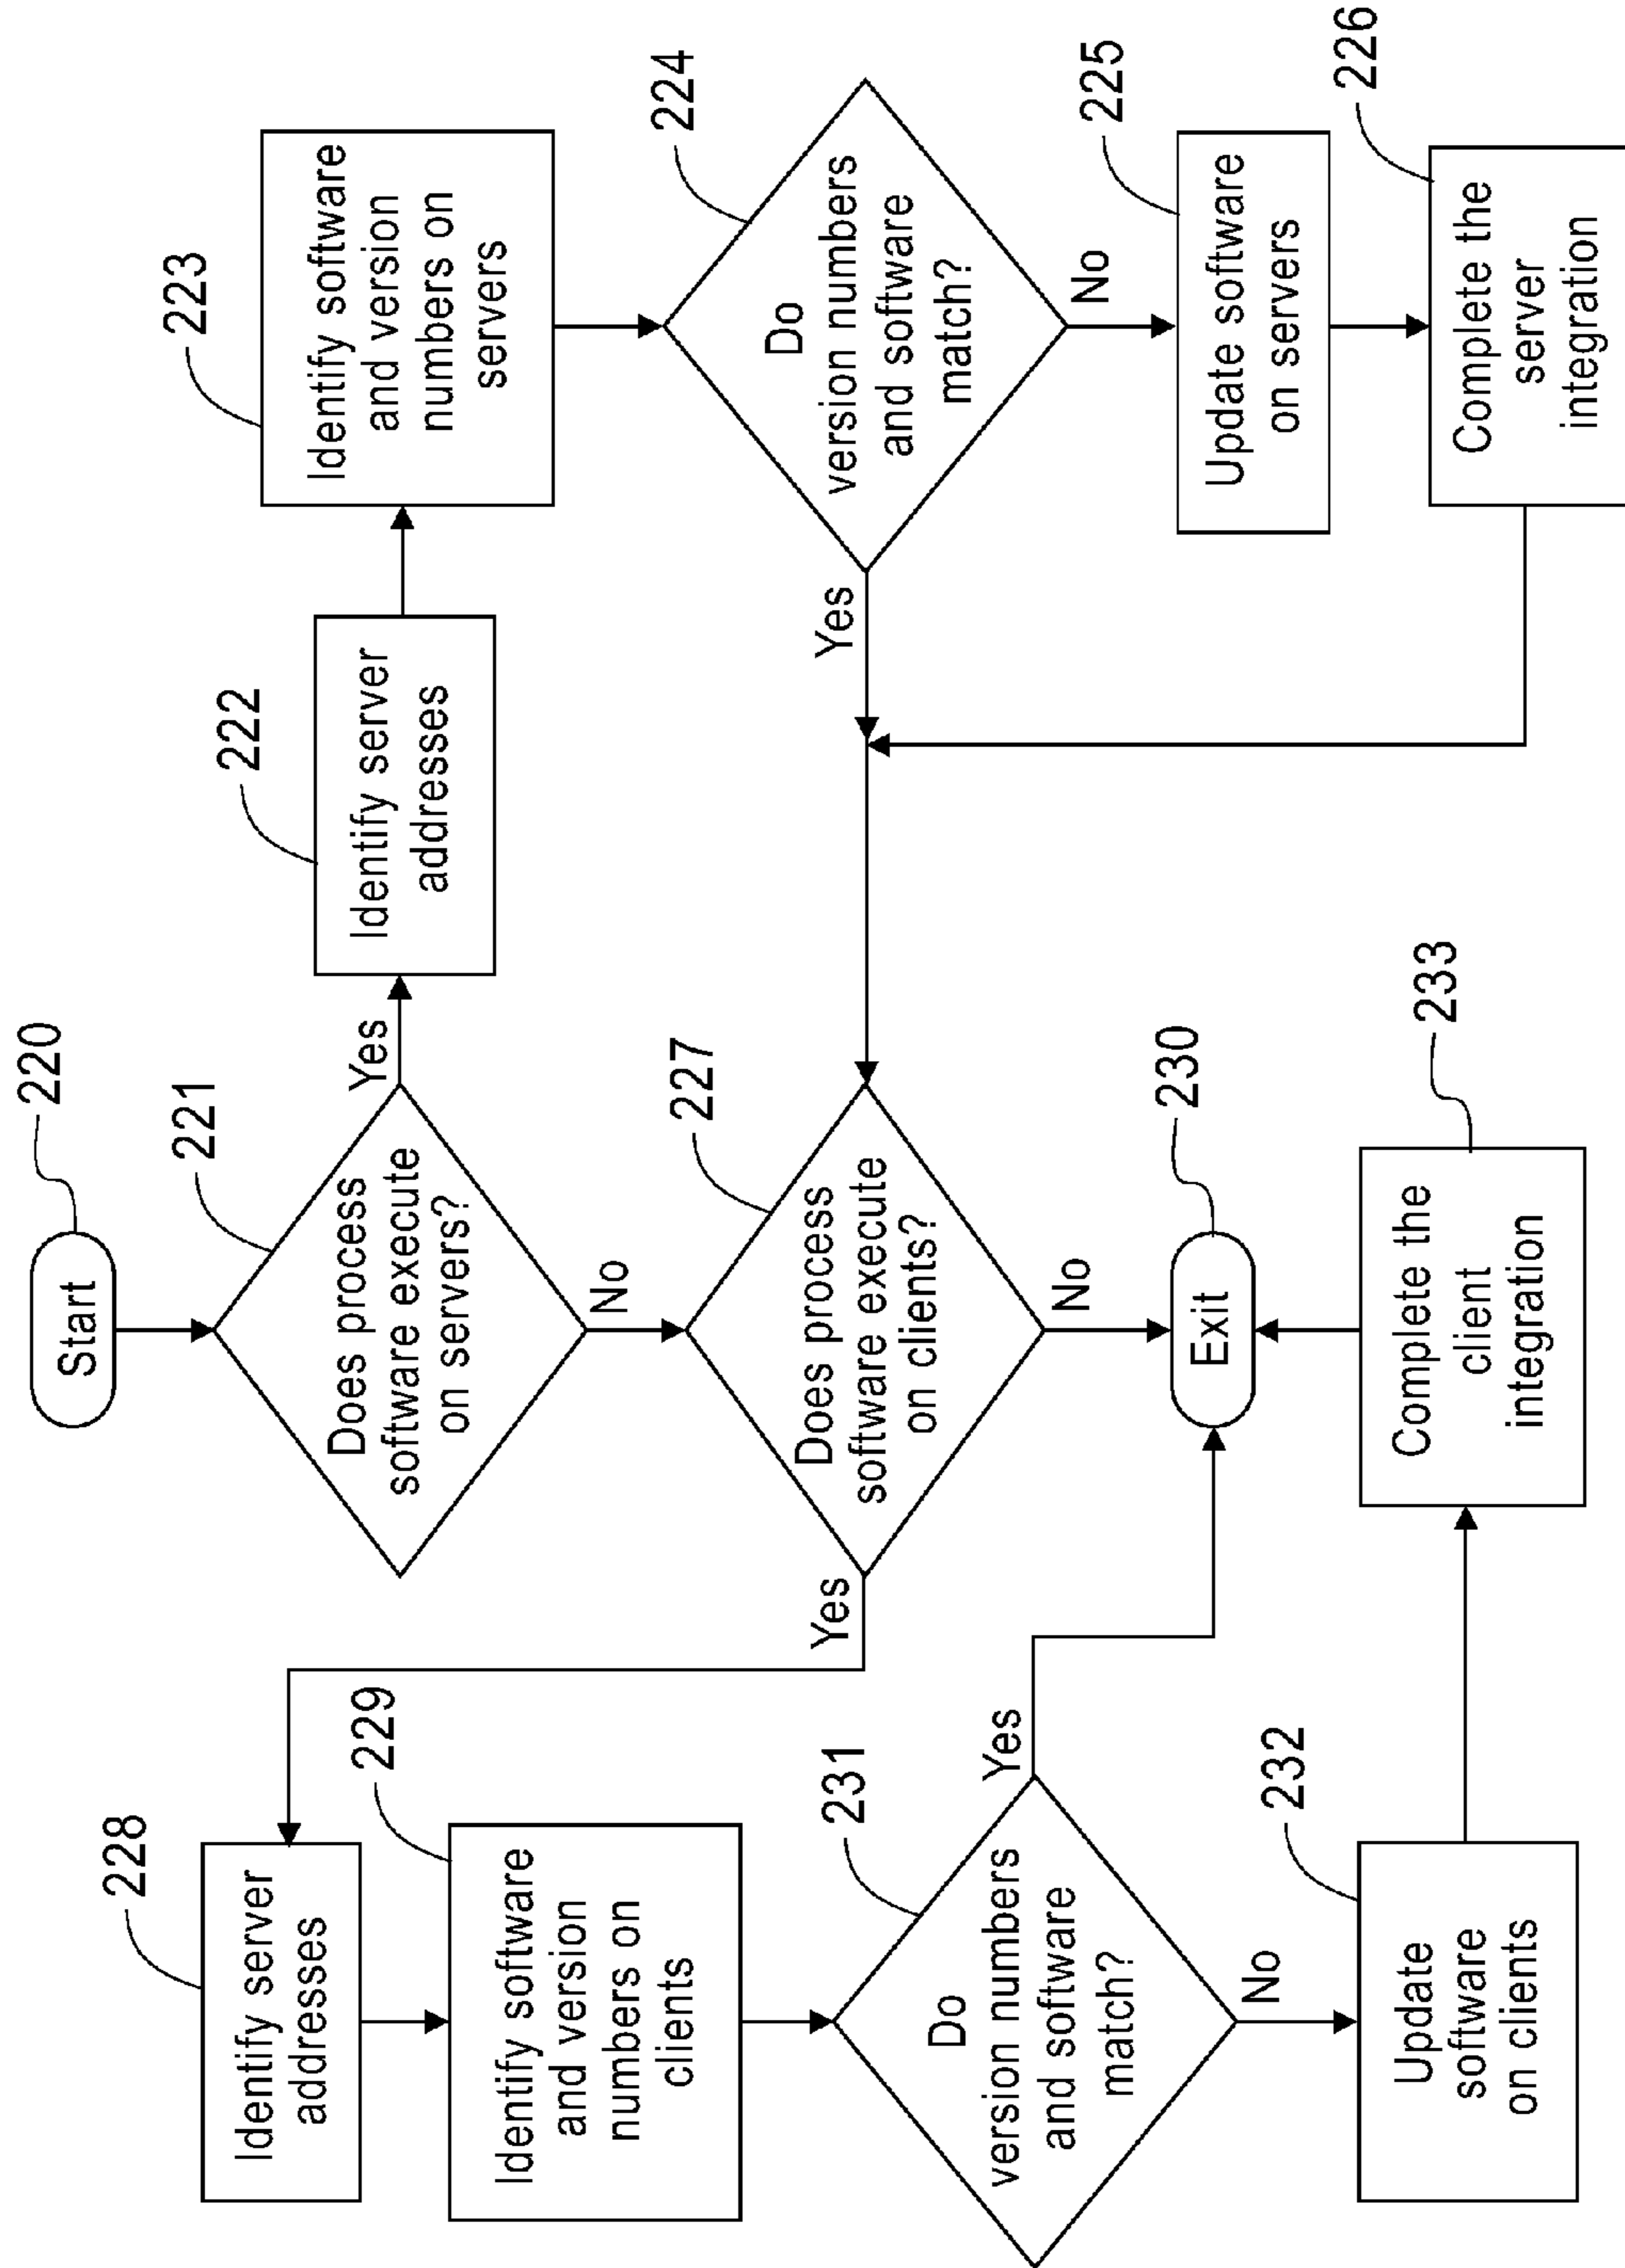 220
Start
221
Does process
software execute
on servers?
Yes
No
222
Identify server
addresses
223
Identify software
and version
numbers on
servers
224
Do
version numbers
and software
match?
Yes
No
225
Update software
on servers
226
Complete the
server
integration
227
Does process
software execute
on clients?
Yes
No
228
Identify server
addresses
229
Identify software
and version
numbers on
clients
231
Do
version numbers
and software
match?
Yes
No
232
Update
software
on clients
233
Complete the
client
integration
230
Exit